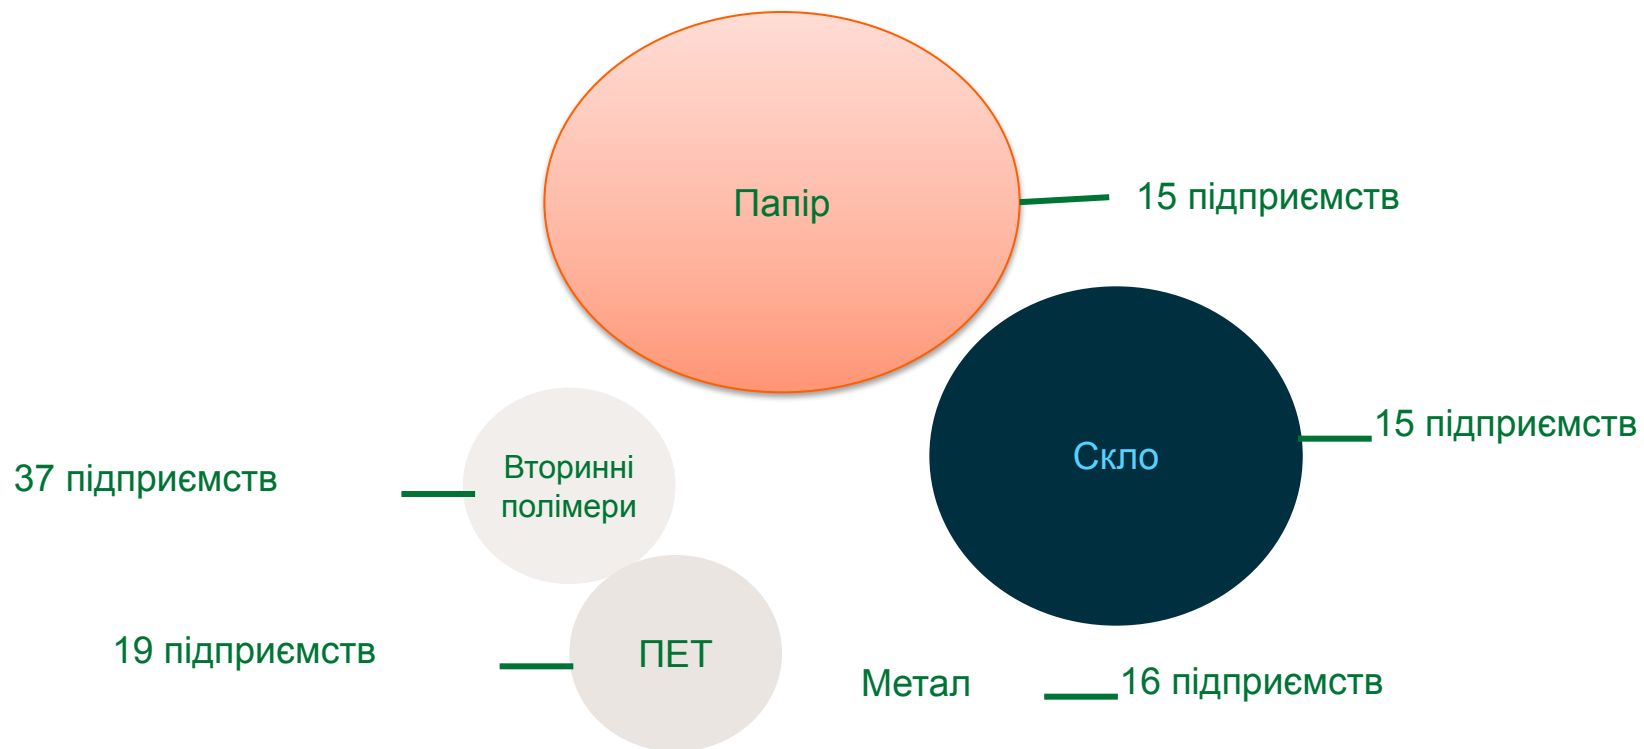 Папір
15 підприємств
Скло
15 підприємств
Вторинні
полімери
37 підприємств
ПЕТ
19 підприємств
Метал
16 підприємств